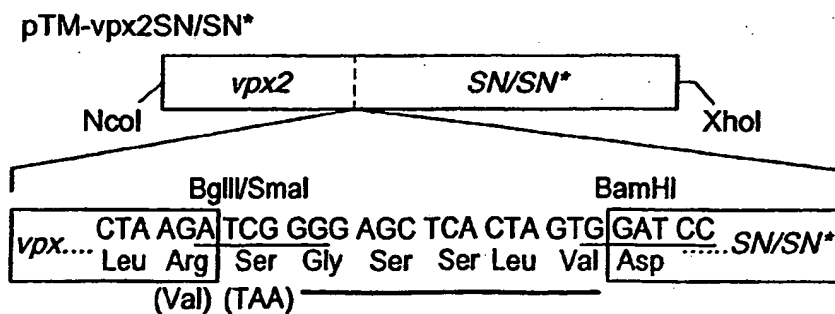 pTM-vpx2SN/SN*
vpx2 SN/SN*
NcoI XhoI
BglII/SmaI BamHI
vpx.... CTA AGA TCG GGG AGC TCA CTA GTG GAT CC ......SN/SN*
Leu Arg Ser Gly Ser Ser Leu Val Asp
(Val) (TAA)